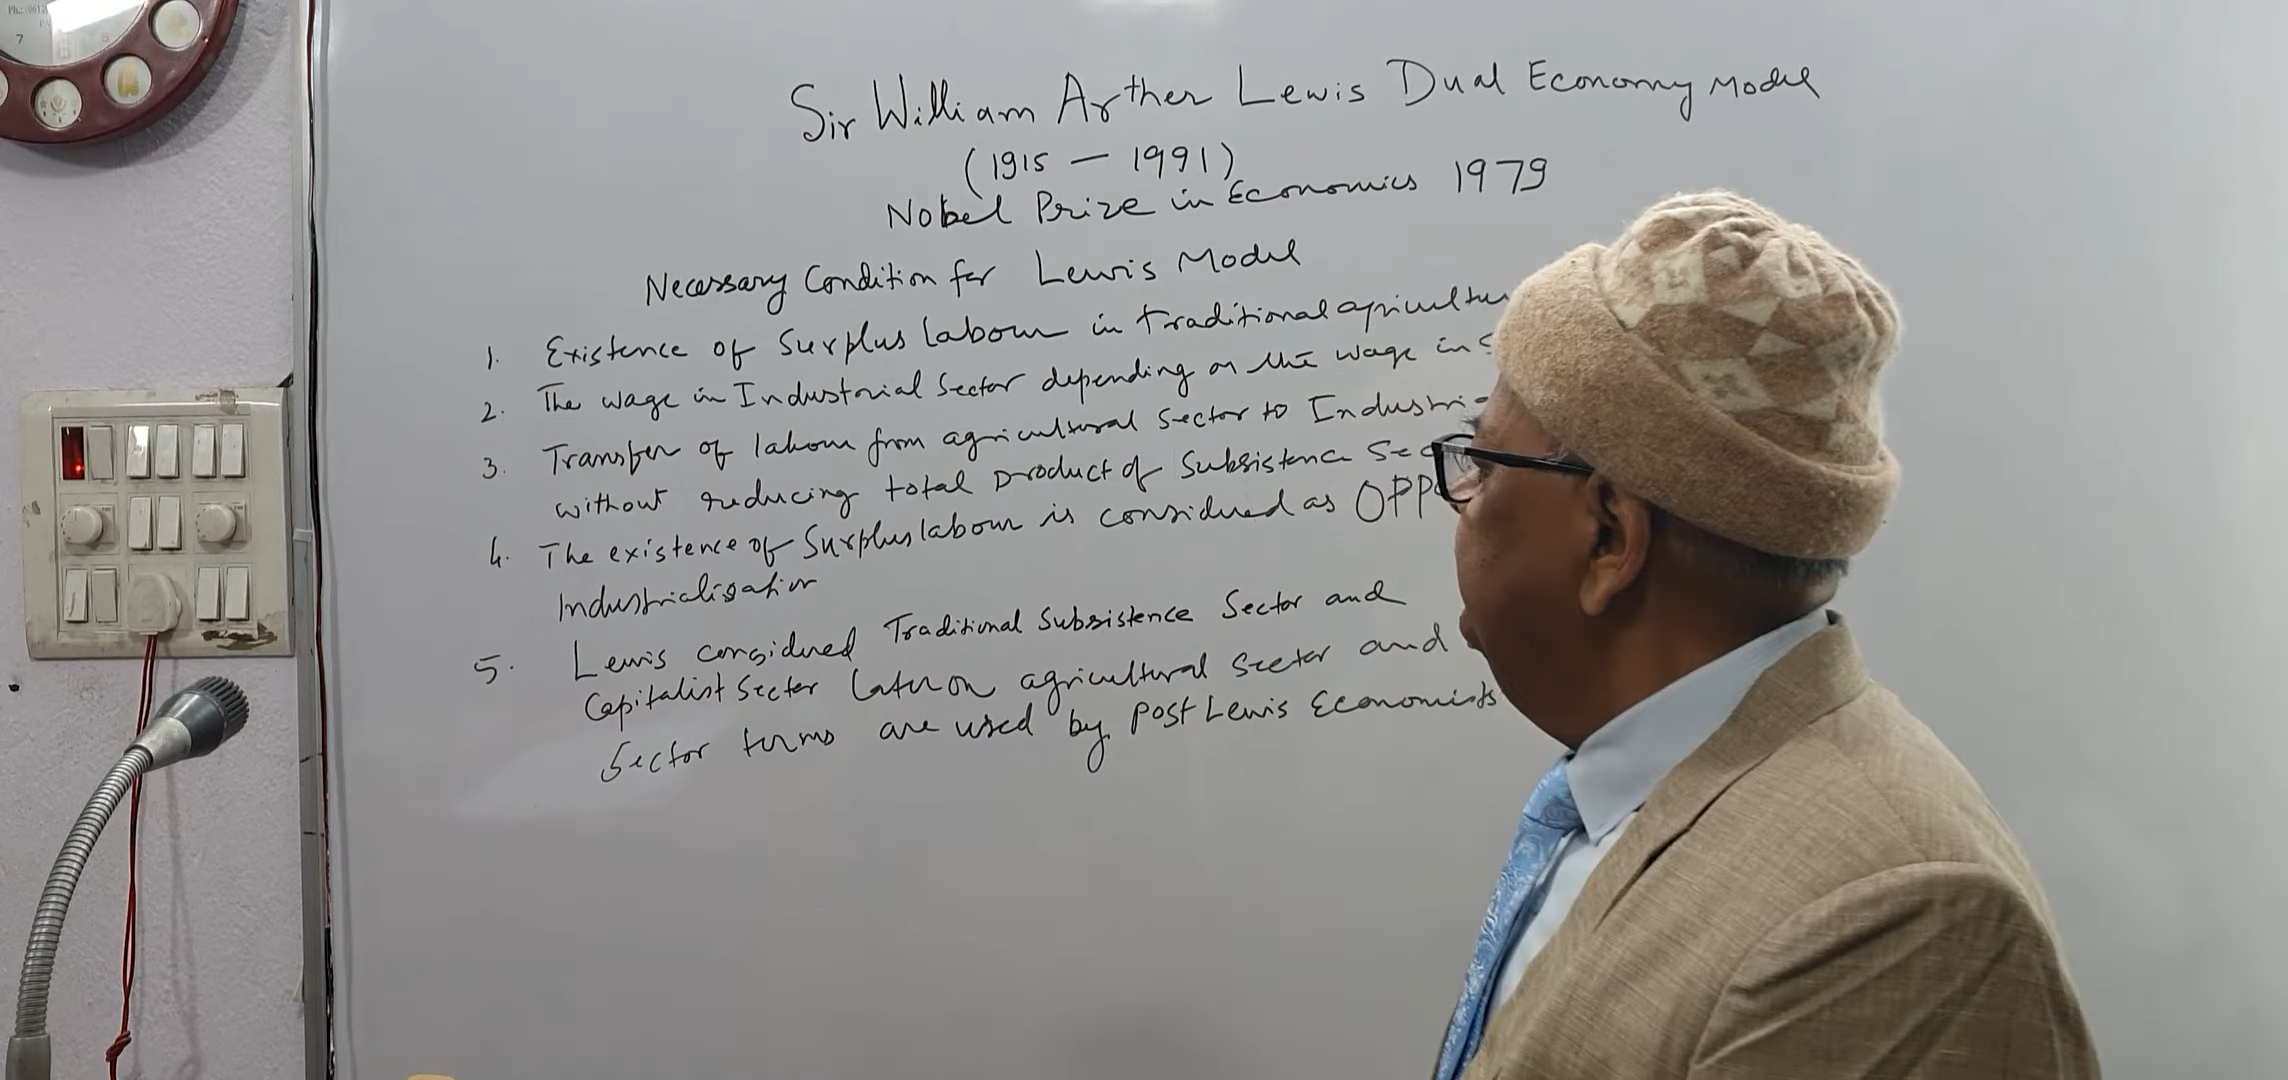 Sir William Arther Lewis Dual Economy Model
(1915 — 1991)
Nobel Prize in Economics 1979
Necessary Condition for Lewis Model
1. Existence of Surplus labour in traditional
2. The wage in Industrial Sector depending on the wage in
3. Transfer of labour from agricultural Sector to
without reducing total product of Subsistence
4. The existence of Surplus labour is considered as
Industrialisation
5. Lewis considered Traditional Subsistence Sector and
Capitalist Sector later on agricultural Sector and
Sector terms are used by Post Lewis Economists
7